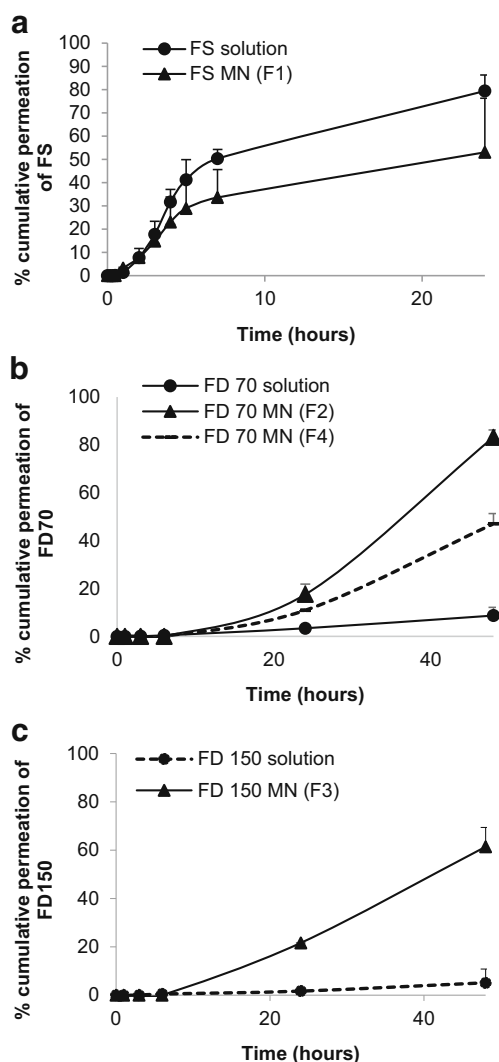 a
FS solution
FS MN (F1)
% cumulative permeation
of FS
100
90
80
70
60
50
40
30
20
10
0
0
10
20
Time (hours)
b
FD 70 solution
FD 70 MN (F2)
FD 70 MN (F4)
% cumulative permeation of
FD70
100
80
60
40
20
0
0
20
40
Time (hours)
c
FD 150 solution
FD 150 MN (F3)
% cumulative permeation of
FD150
100
80
60
40
20
0
0
20
40
Time (hours)